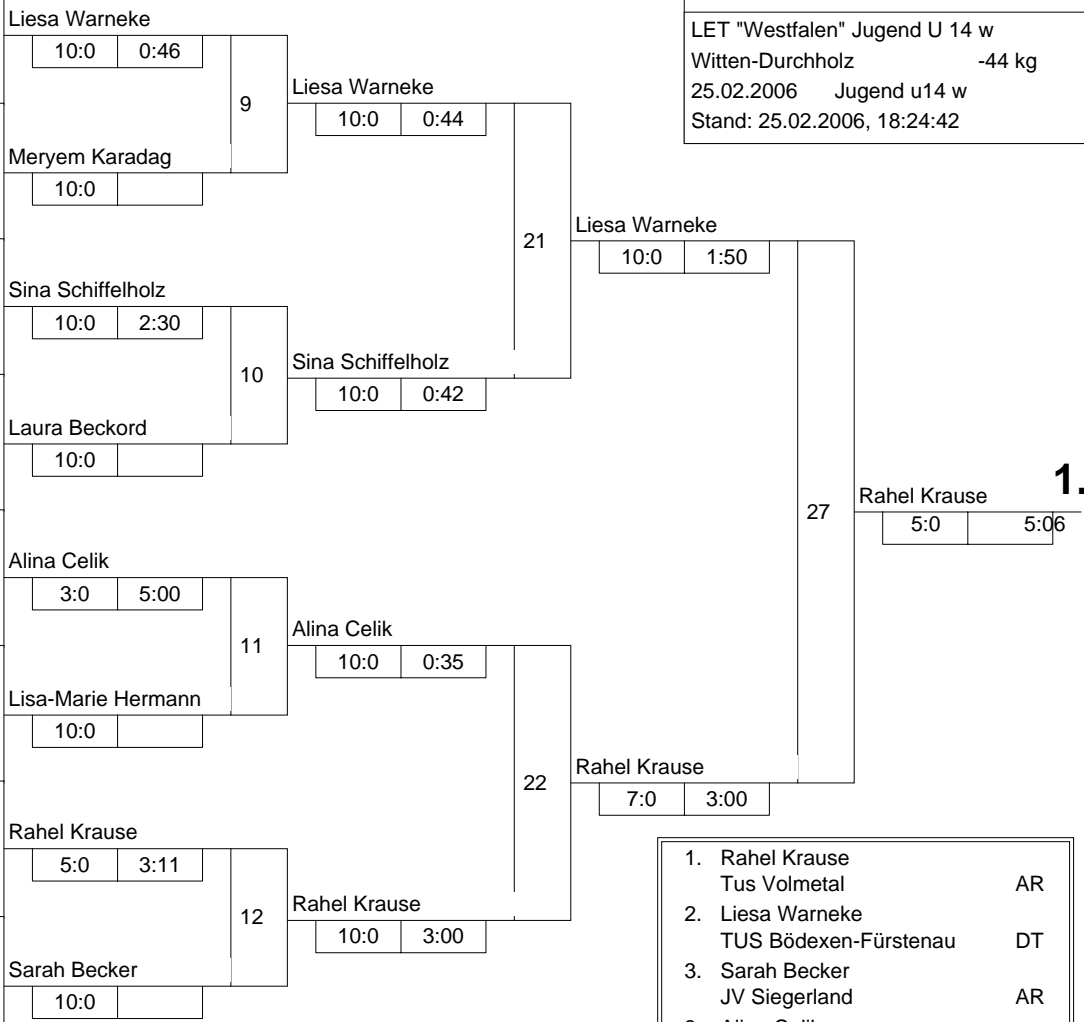 LET "Westfalen" Jugend U 14 w
Witten-Durchholz -44 kg
25.02.2006 Jugend u14 w
Stand: 25.02.2006, 18:24:42
Liesa Warneke
10:0 0:46
9
Meryem Karadag
10:0
Sina Schiffelholz
10:0 2:30
10
Laura Beckord
10:0
Alina Celik
3:0 5:00
11
Lisa-Marie Hermann
10:0
Rahel Krause
5:0 3:11
12
Sarah Becker
10:0
Liesa Warneke
10:0 0:44
21
Sina Schiffelholz
10:0 0:42
Alina Celik
10:0 0:35
22
Rahel Krause
10:0 3:00
Liesa Warneke
10:0 1:50
27
Rahel Krause
7:0 3:00
Rahel Krause 1.
5:0 5:06
1. Rahel Krause
Tus Volmetal AR
2. Liesa Warneke
TUS Bödexen-Fürstenau DT
3. Sarah Becker
JV Siegerland AR